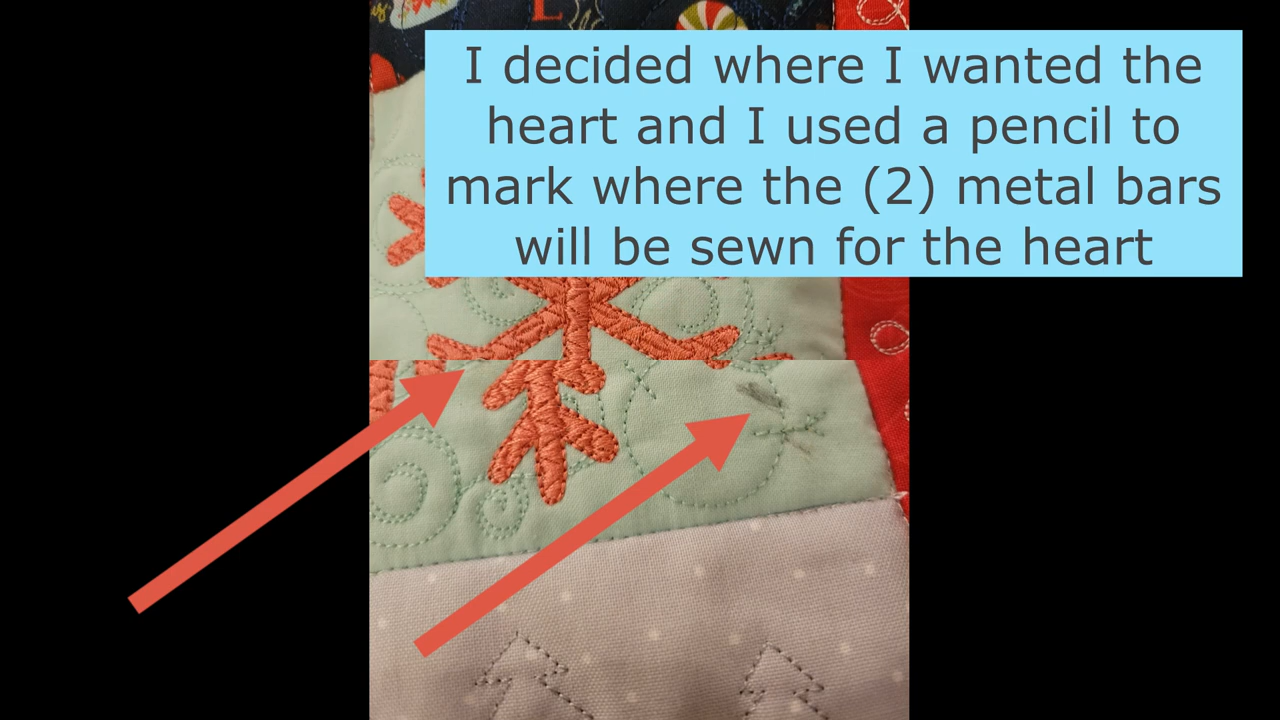 I decided where I wanted the
heart and I used a pencil to
mark where the (2) metal bars
will be sewn for the heart